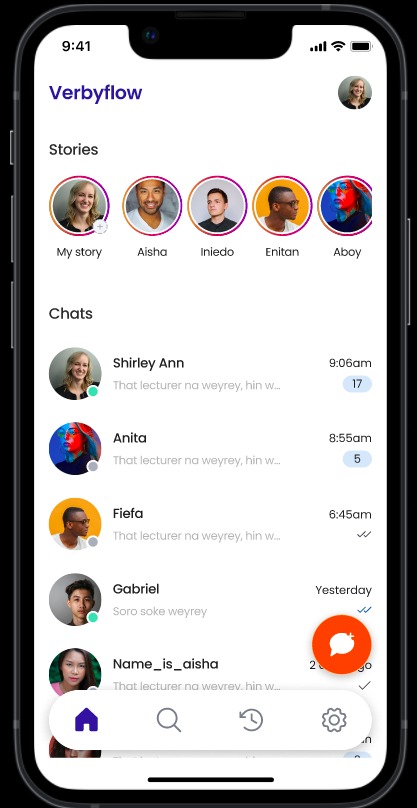 9:41
Verbyflow
Stories
My story
Aisha
Iniedo
Enitan
Aboy
Chats
Shirley Ann
9:06am
That lecturer na weyrey, hin w...
17
Anita
8:55am
That lecturer na weyrey, hin w...
5
Fiefa
6:45am
That lecturer na weyrey, hin w...
Gabriel
Yesterday
Soro soke weyrey
Name_is_aisha
2
That lecturer na weyrey, hin w...